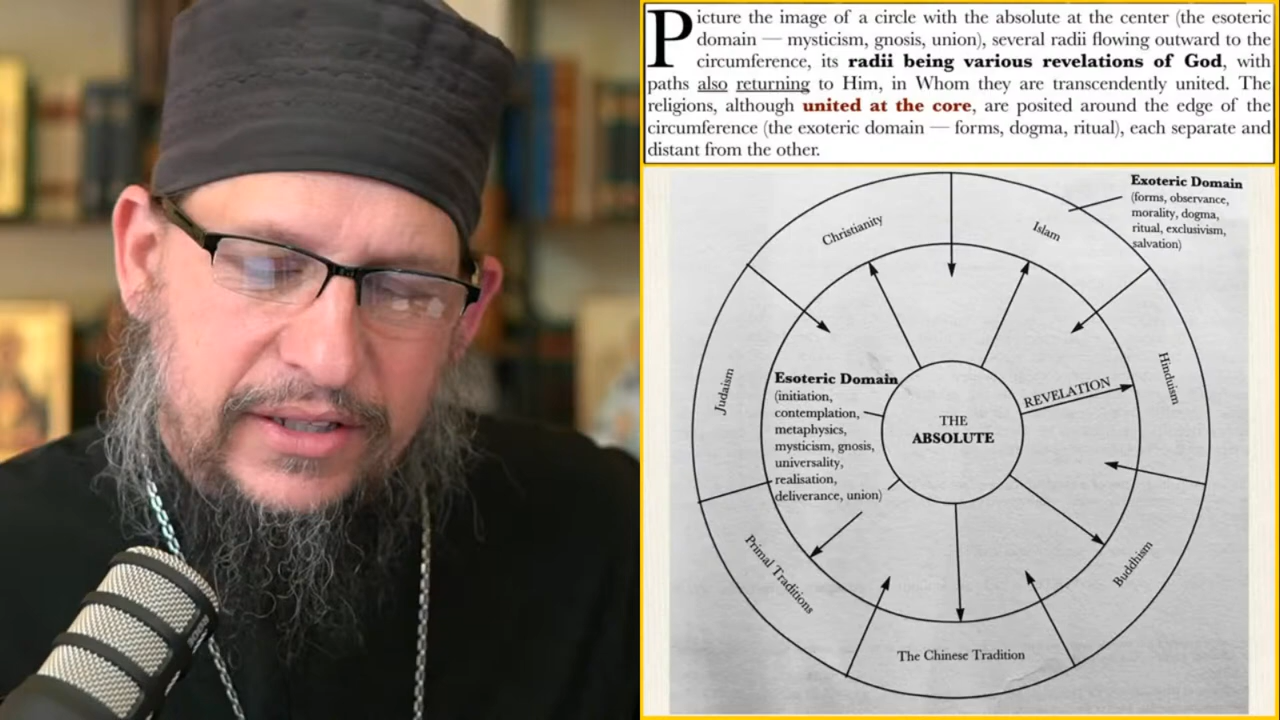 Picture the image of a circle with the absolute at the center (the esoteric
domain — mysticism, gnosis, union), several radii flowing outward to the
circumference, its radii being various revelations of God, with
paths also returning to Him, in Whom they are transcendently united. The
religions, although united at the core, are posited around the edge of the
circumference (the exoteric domain — forms, dogma, ritual), each separate and
distant from the other.
Exoteric Domain
(forms, observance,
morality, dogma,
ritual, exclusivism,
salvation)
Christianity
Islam
Judaism
Hinduism
Esoteric Domain
(initiation,
contemplation,
metaphysics,
mysticism, gnosis,
universality,
realisation,
deliverance, union)
REVELATION
THE
ABSOLUTE
Primal Traditions
Buddhism
The Chinese Tradition